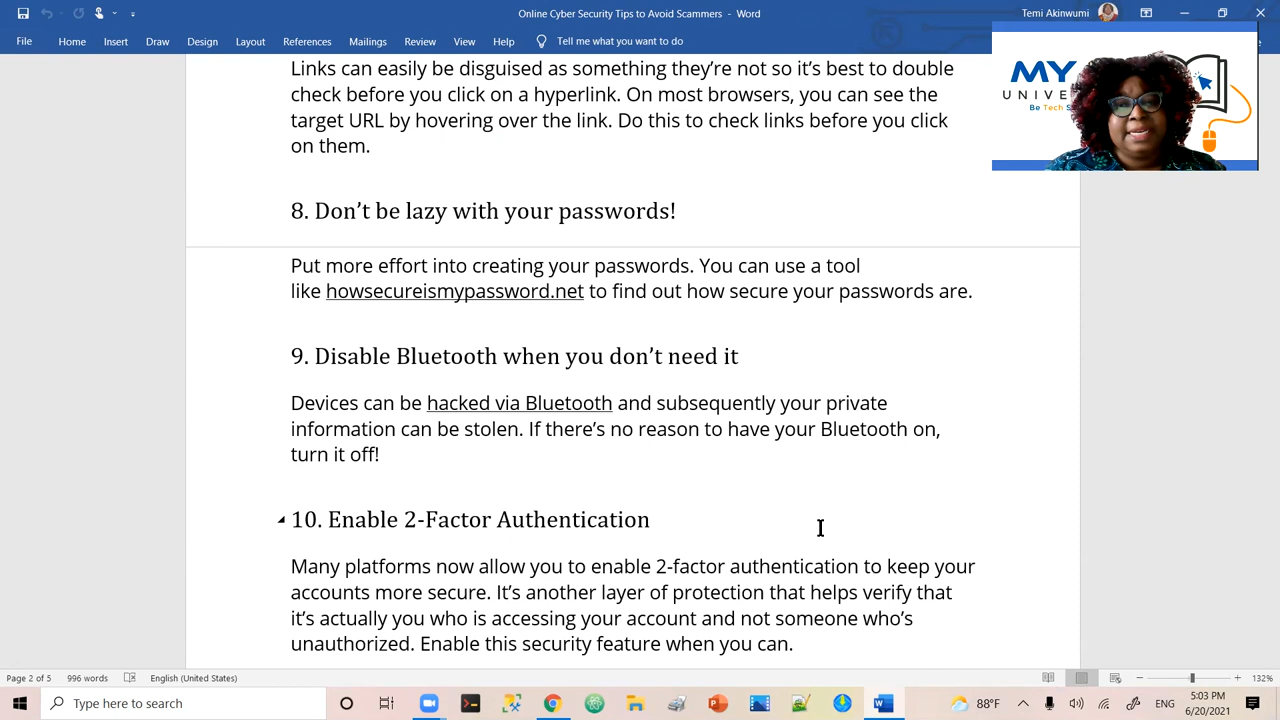 Online Cyber Security Tips to Avoid Scammers - Word
File Home Insert Draw Design Layout References Mailings Review View Help Tell me what you want to do
MY
UNIVE
Be Tech S
Links can easily be disguised as something they’re not so it’s best to double
check before you click on a hyperlink. On most browsers, you can see the
target URL by hovering over the link. Do this to check links before you click
on them.
8. Don’t be lazy with your passwords!
Put more effort into creating your passwords. You can use a tool
like howsecureismypassword.net to find out how secure your passwords are.
9. Disable Bluetooth when you don’t need it
Devices can be hacked via Bluetooth and subsequently your private
information can be stolen. If there’s no reason to have your Bluetooth on,
turn it off!
10. Enable 2-Factor Authentication
Many platforms now allow you to enable 2-factor authentication to keep your
accounts more secure. It’s another layer of protection that helps verify that
it’s actually you who is accessing your account and not someone who’s
unauthorized. Enable this security feature when you can.
Page 2 of 5 996 words English (United States) 132%
Type here to search 88°F ENG 5:03 PM
6/20/2021